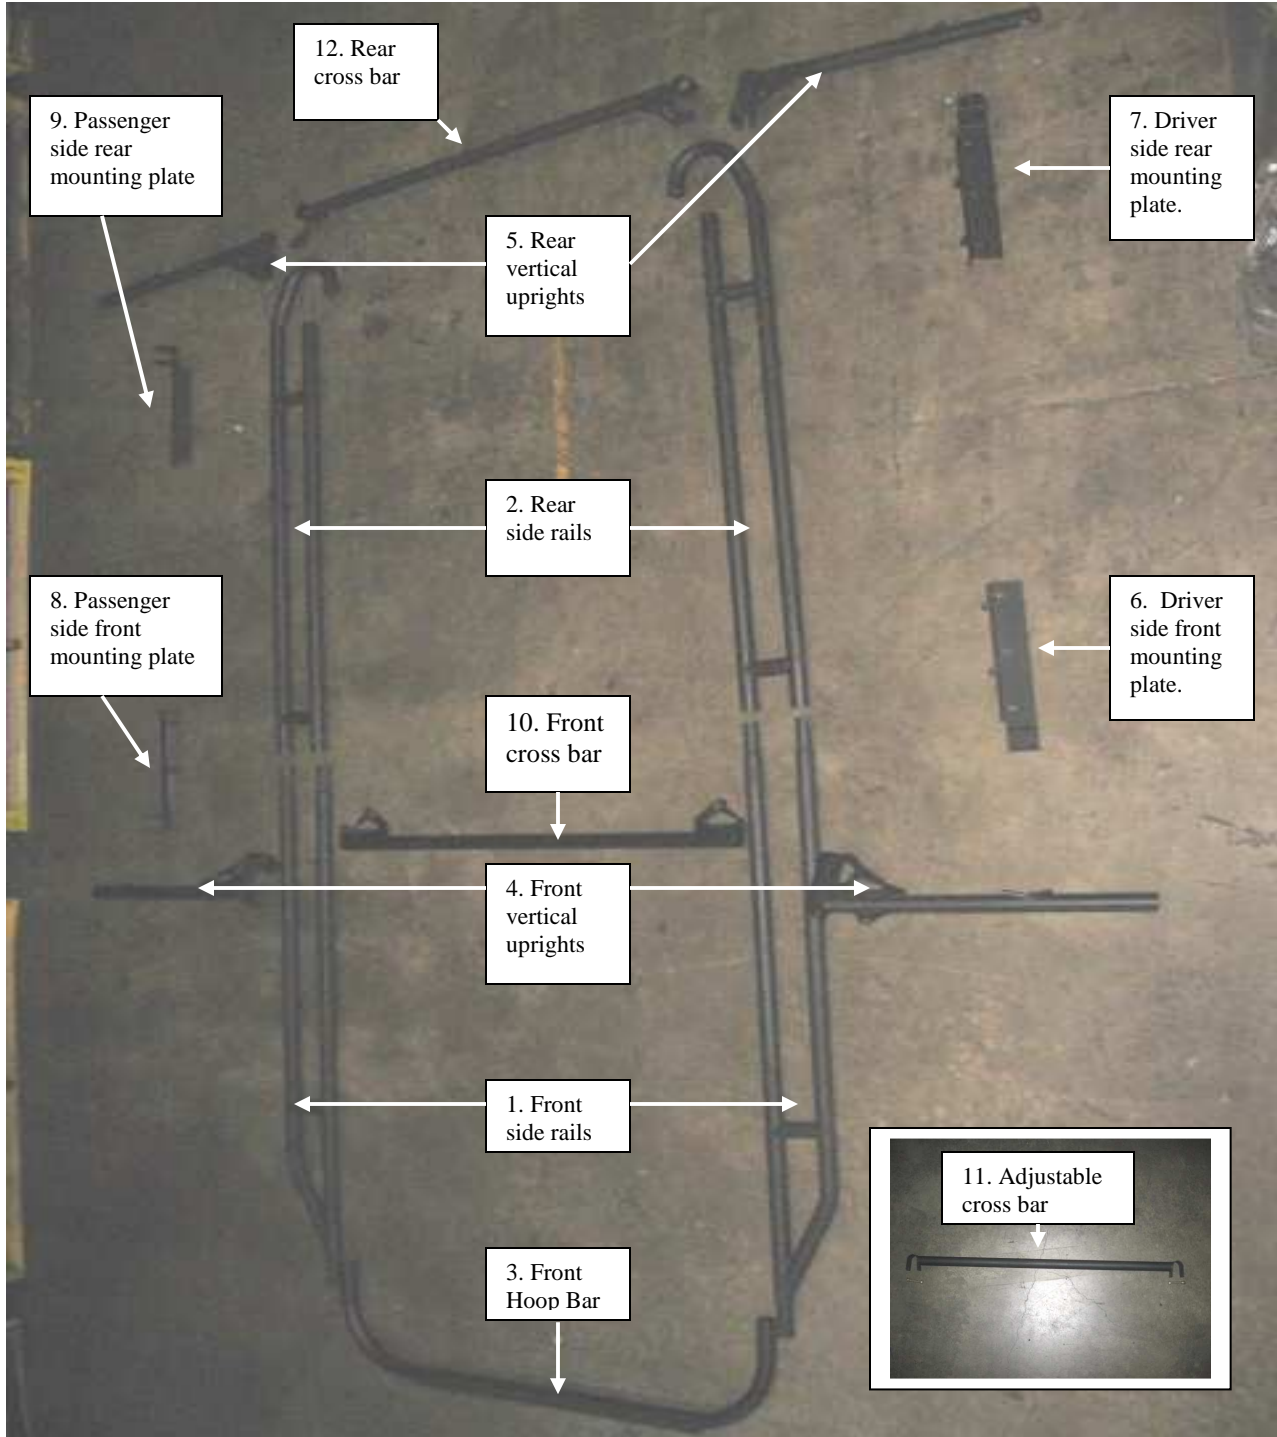 12. Rear
cross bar
9. Passenger
side rear
mounting plate
7. Driver
side rear
mounting
plate.
5. Rear
vertical
uprights
2. Rear
side rails
8. Passenger
side front
mounting plate
6. Driver
side front
mounting
plate.
10. Front
cross bar
4. Front
vertical
uprights
1. Front
side rails
11. Adjustable
cross bar
3. Front
Hoop Bar